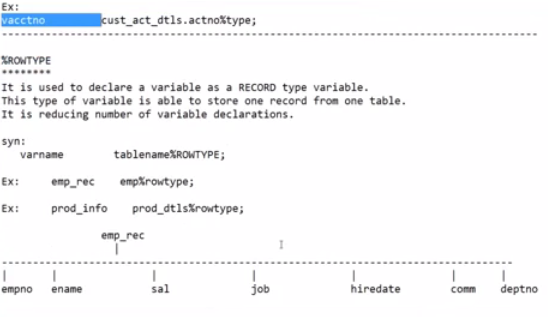 Ex:
vacctno cust_act_dtls.actno%type;
--------------------------------------------------------------------------------
%ROWTYPE
********
It is used to declare a variable as a RECORD type variable.
This type of variable is able to store one record from one table.
It is reducing number of variable declarations.
syn:
varname tablename%ROWTYPE;
Ex: emp_rec emp%rowtype;
Ex: prod_info prod_dtls%rowtype;
emp_rec
|
----------------------------------------------------------------------------
| | | | | | |
empno ename sal job hiredate comm deptno